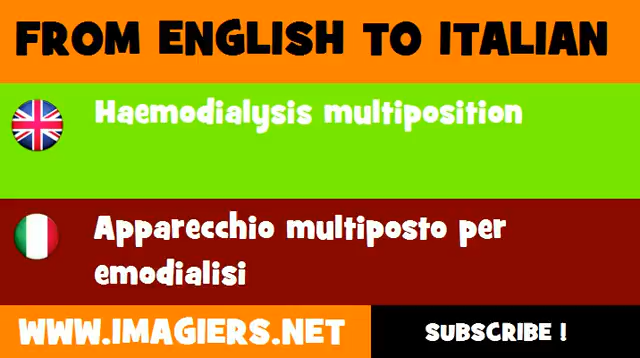 FROM ENGLISH TO ITALIAN
Haemodialysis multiposition
Apparecchio multiposto per
emodialisi
WWW.IMAGIERS.NET
SUBSCRIBE !